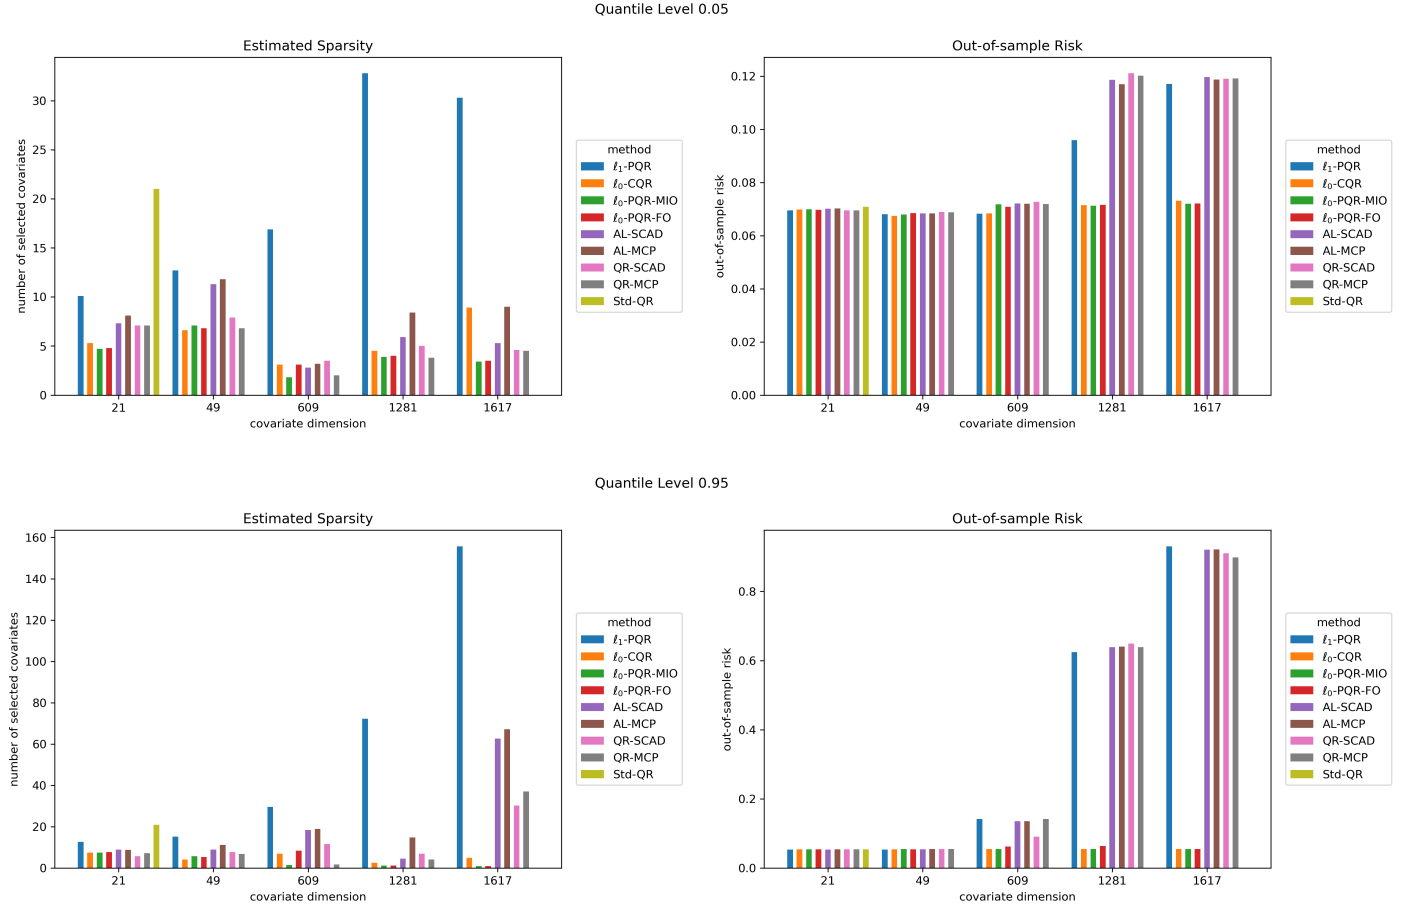 Quantile Level 0.05
Estimated Sparsity
number of selected covariates
30
25
20
15
10
5
0
21 49 609 1281 1617
covariate dimension
method
ℓ₁-PQR
ℓ₀-CQR
ℓ₀-PQR-MIO
ℓ₀-PQR-FO
AL-SCAD
AL-MCP
QR-SCAD
QR-MCP
Std-QR
Out-of-sample Risk
out-of-sample risk
0.12
0.10
0.08
0.06
0.04
0.02
0.00
21 49 609 1281 1617
covariate dimension
method
ℓ₁-PQR
ℓ₀-CQR
ℓ₀-PQR-MIO
ℓ₀-PQR-FO
AL-SCAD
AL-MCP
QR-SCAD
QR-MCP
Std-QR
Quantile Level 0.95
Estimated Sparsity
number of selected covariates
160
140
120
100
80
60
40
20
0
21 49 609 1281 1617
covariate dimension
method
ℓ₁-PQR
ℓ₀-CQR
ℓ₀-PQR-MIO
ℓ₀-PQR-FO
AL-SCAD
AL-MCP
QR-SCAD
QR-MCP
Std-QR
Out-of-sample Risk
out-of-sample risk
0.8
0.6
0.4
0.2
0.0
21 49 609 1281 1617
covariate dimension
method
ℓ₁-PQR
ℓ₀-CQR
ℓ₀-PQR-MIO
ℓ₀-PQR-FO
AL-SCAD
AL-MCP
QR-SCAD
QR-MCP
Std-QR